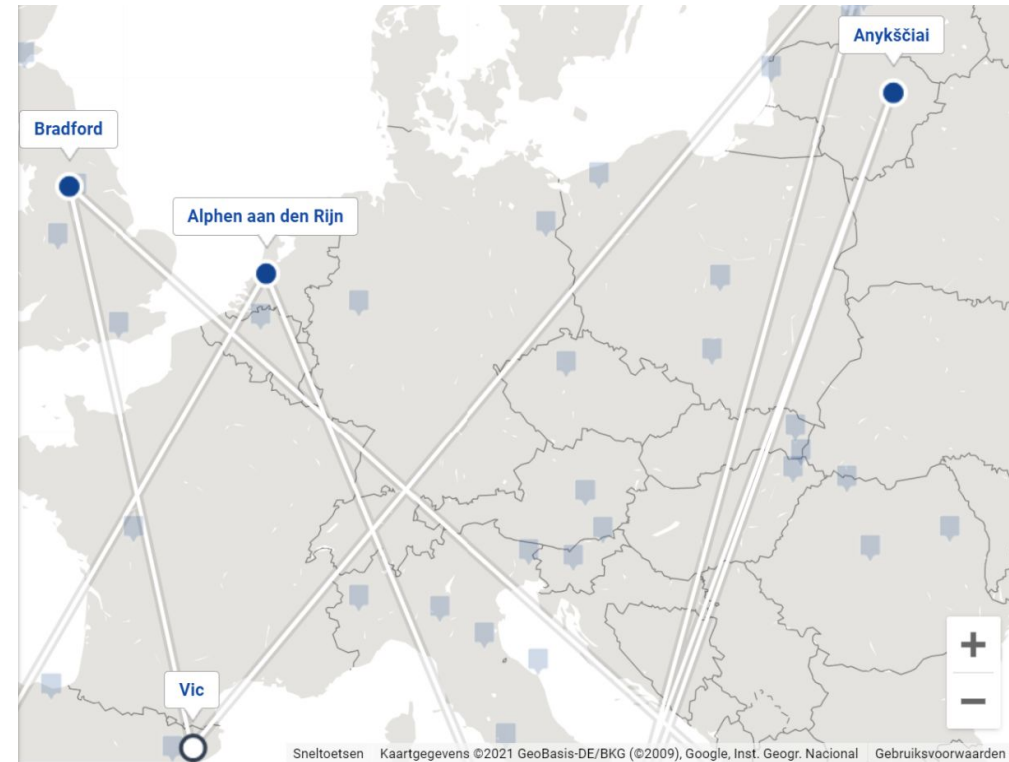 Anykščiai
Bradford
Alphen aan den Rijn
Vic
+
−
Sneltoetsen Kaartgegevens ©2021 GeoBasis-DE/BKG (©2009), Google, Inst. Geogr. Nacional Gebruiksvoorwaarden